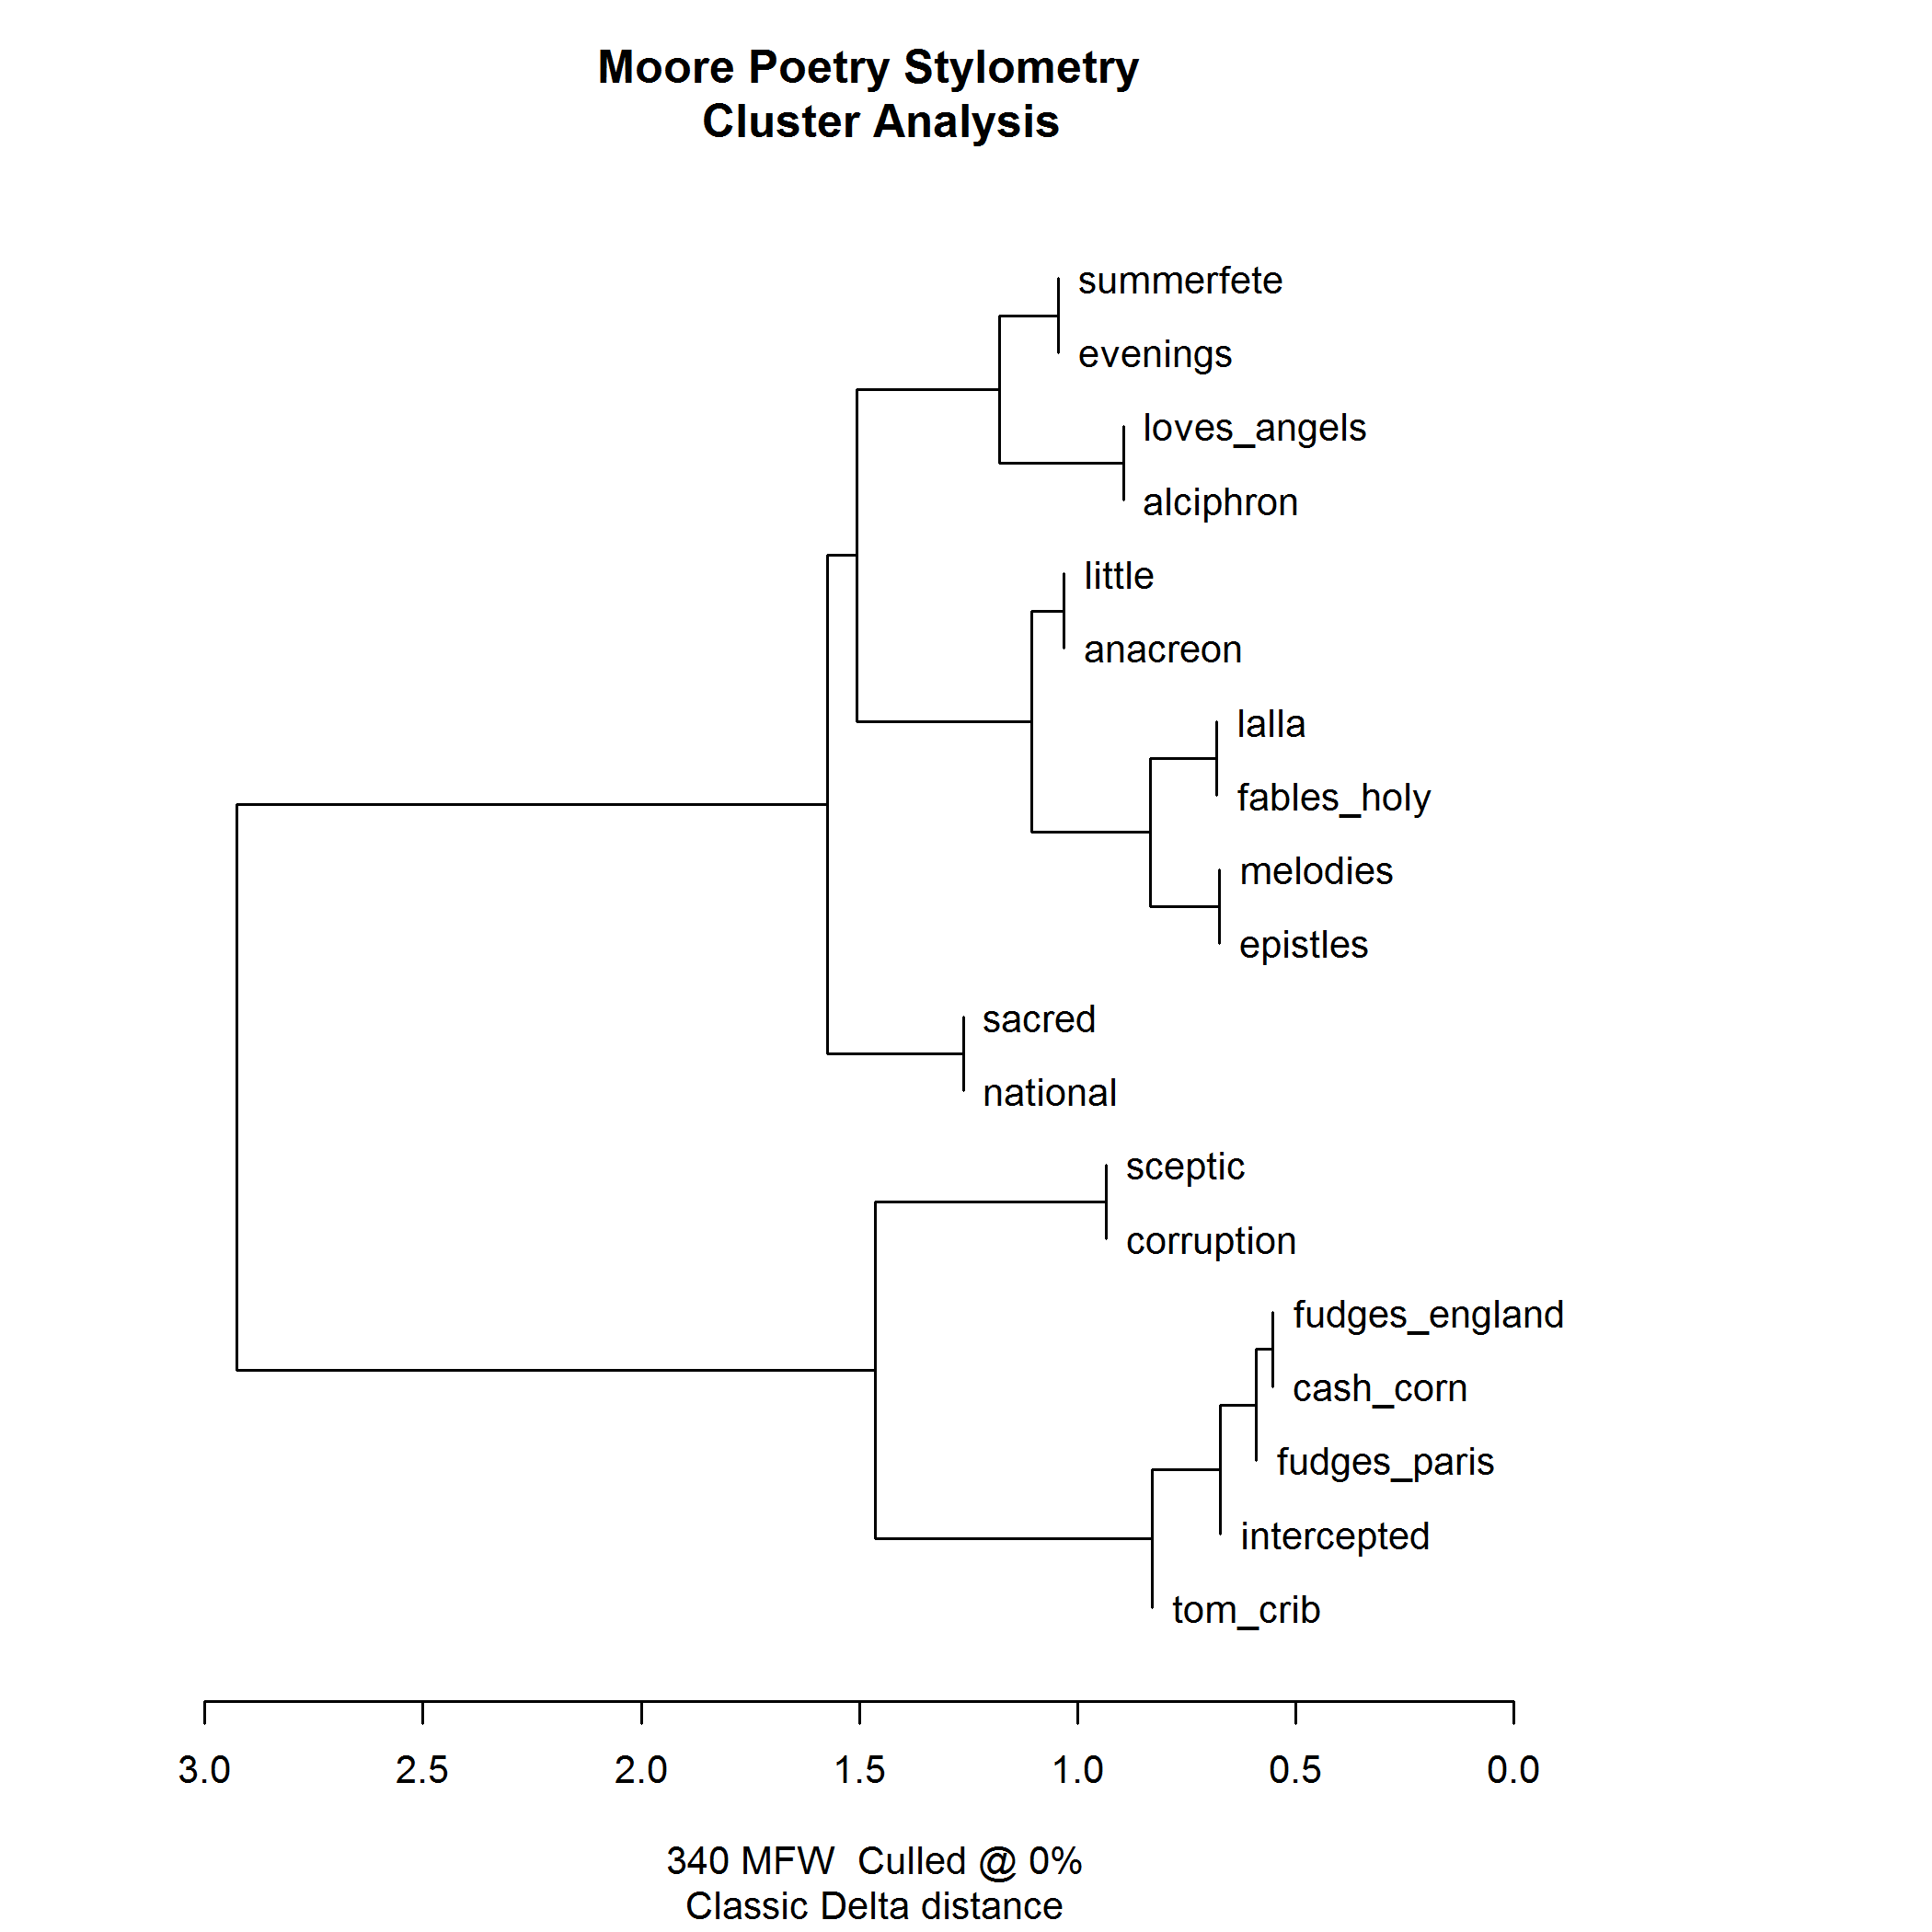 Moore Poetry Stylometry
Cluster Analysis
summerfete
evenings
loves_angels
alciphron
little
anacreon
lalla
fables_holy
melodies
epistles
sacred
national
sceptic
corruption
fudges_england
cash_corn
fudges_paris
intercepted
tom_crib
3.0 2.5 2.0 1.5 1.0 0.5 0.0
340 MFW  Culled @ 0%
Classic Delta distance